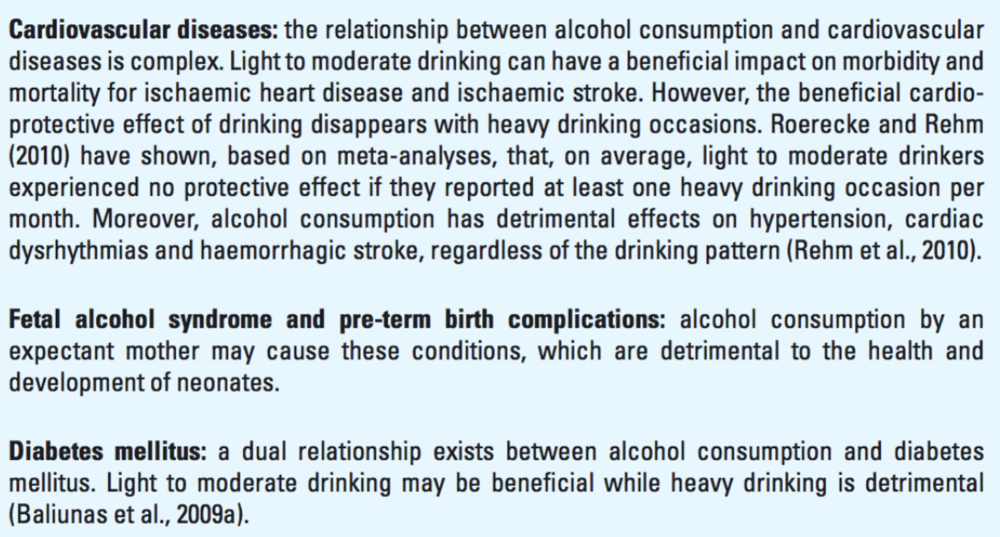 Cardiovascular diseases: the relationship between alcohol consumption and cardiovascular
diseases is complex. Light to moderate drinking can have a beneficial impact on morbidity and
mortality for ischaemic heart disease and ischaemic stroke. However, the beneficial cardio-
protective effect of drinking disappears with heavy drinking occasions. Roerecke and Rehm
(2010) have shown, based on meta-analyses, that, on average, light to moderate drinkers
experienced no protective effect if they reported at least one heavy drinking occasion per
month. Moreover, alcohol consumption has detrimental effects on hypertension, cardiac
dysrhythmias and haemorrhagic stroke, regardless of the drinking pattern (Rehm et al., 2010).
Fetal alcohol syndrome and pre-term birth complications: alcohol consumption by an
expectant mother may cause these conditions, which are detrimental to the health and
development of neonates.
Diabetes mellitus: a dual relationship exists between alcohol consumption and diabetes
mellitus. Light to moderate drinking may be beneficial while heavy drinking is detrimental
(Baliunas et al., 2009a).